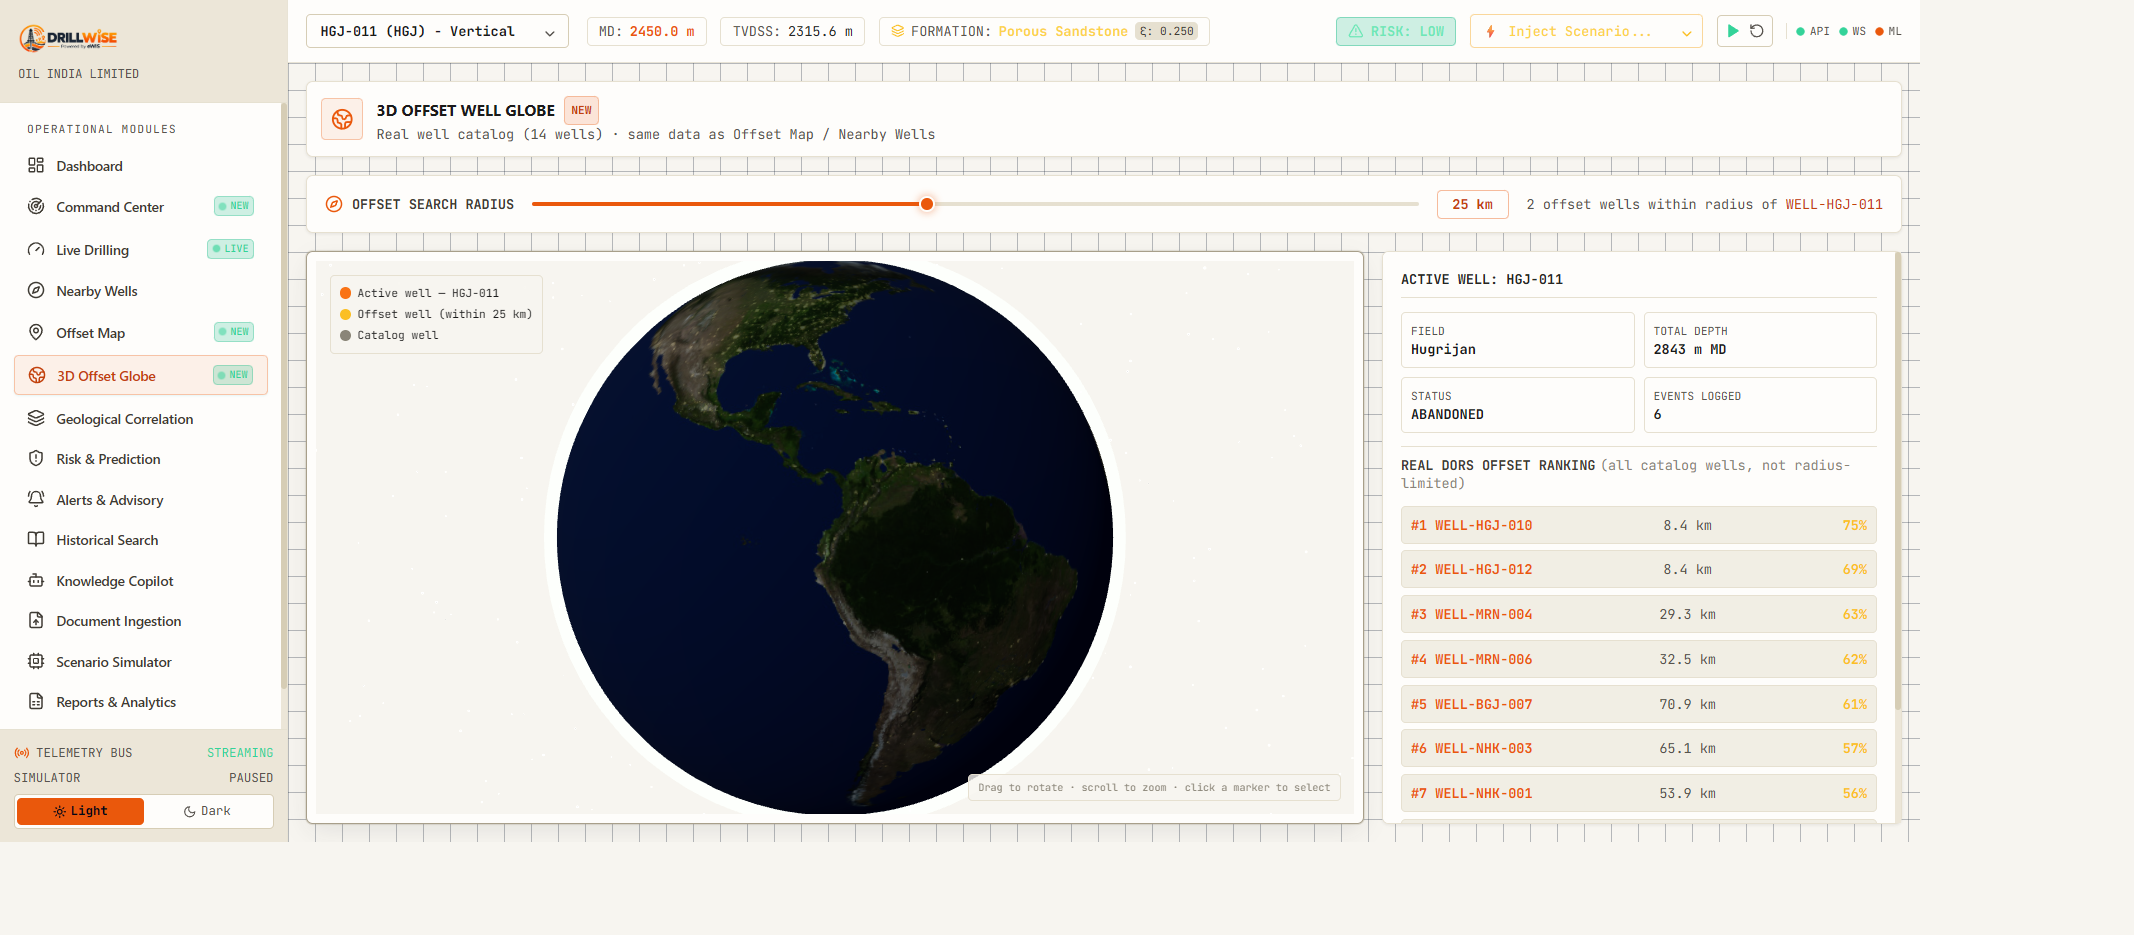 DRILLWISE
Powered by eWIS
OIL INDIA LIMITED
OPERATIONAL MODULES
Dashboard
Command Center NEW
Live Drilling LIVE
Nearby Wells
Offset Map NEW
3D Offset Globe NEW
Geological Correlation
Risk & Prediction
Alerts & Advisory
Historical Search
Knowledge Copilot
Document Ingestion
Scenario Simulator
Reports & Analytics
TELEMETRY BUS STREAMING
SIMULATOR PAUSED
Light Dark
HGJ-011 (HGJ) - Vertical
MD: 2450.0 m
TVDSS: 2315.6 m
FORMATION: Porous Sandstone ξ: 0.250
RISK: LOW
Inject Scenario...
API WS ML
3D OFFSET WELL GLOBE NEW
Real well catalog (14 wells) · same data as Offset Map / Nearby Wells
OFFSET SEARCH RADIUS 25 km 2 offset wells within radius of WELL-HGJ-011
Active well — HGJ-011
Offset well (within 25 km)
Catalog well
Drag to rotate · scroll to zoom · click a marker to select
ACTIVE WELL: HGJ-011
FIELD
Hugrijan
TOTAL DEPTH
2843 m MD
STATUS
ABANDONED
EVENTS LOGGED
6
REAL DORS OFFSET RANKING (all catalog wells, not radius-
limited)
#1 WELL-HGJ-010 8.4 km 75%
#2 WELL-HGJ-012 8.4 km 69%
#3 WELL-MRN-004 29.3 km 63%
#4 WELL-MRN-006 32.5 km 62%
#5 WELL-BGJ-007 70.9 km 61%
#6 WELL-NHK-003 65.1 km 57%
#7 WELL-NHK-001 53.9 km 56%